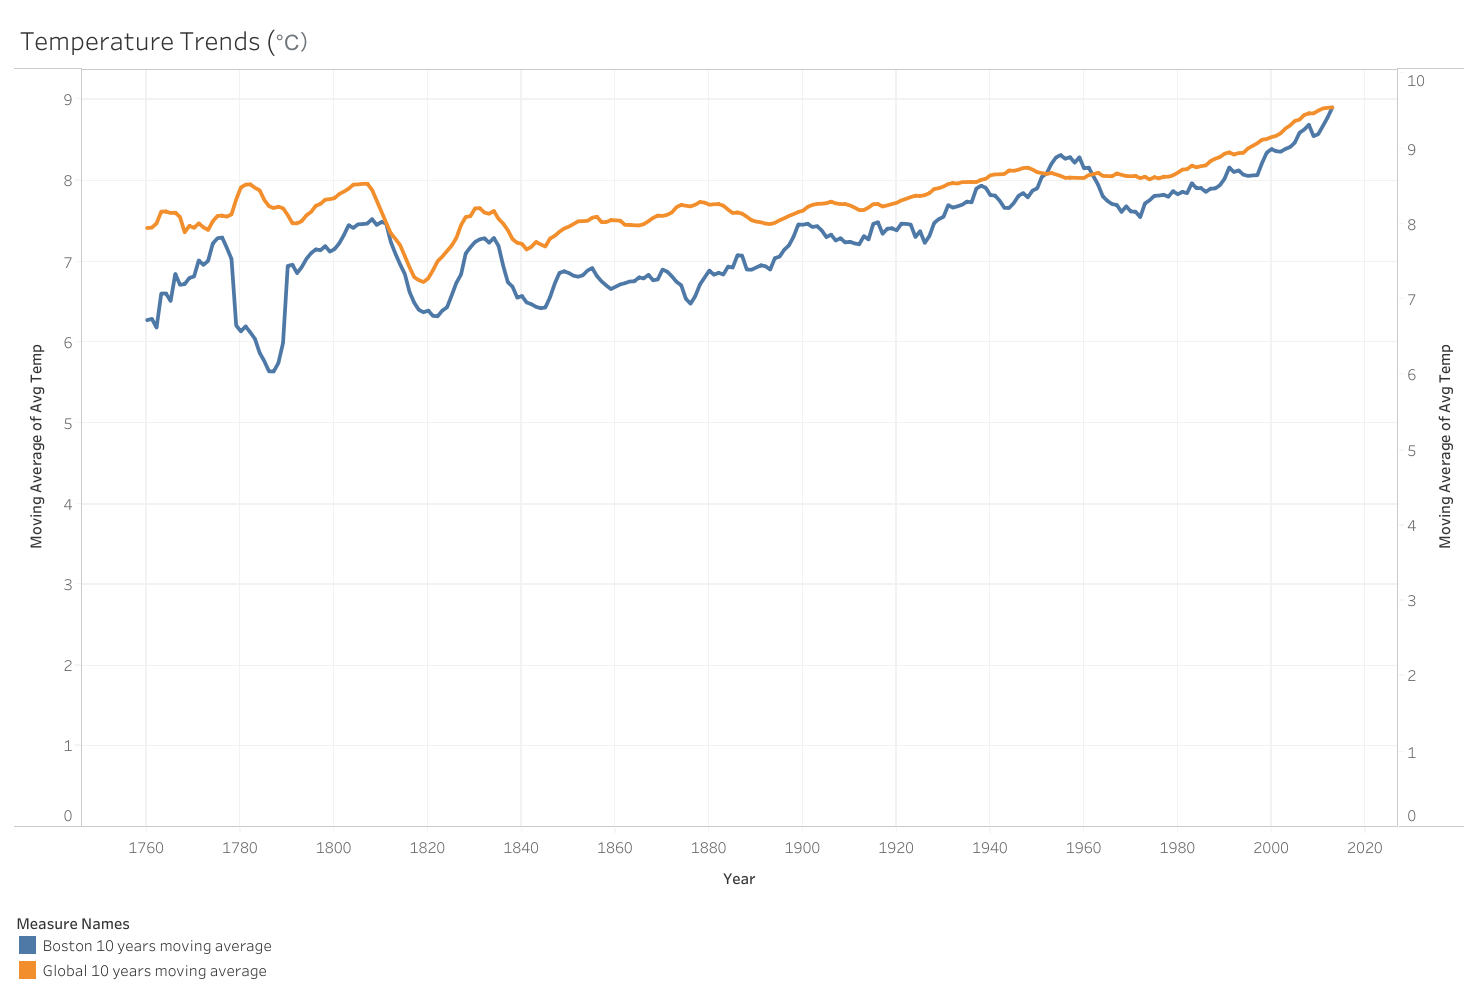 Temperature Trends (°C)
10
9
9
8
8
7
7
6
6
5
5
4
4
3
3
2
2
1
1
0
0
Moving Average of Avg Temp
Moving Average of Avg Temp
1760 1780 1800 1820 1840 1860 1880 1900 1920 1940 1960 1980 2000 2020
Year
Measure Names
Boston 10 years moving average
Global 10 years moving average